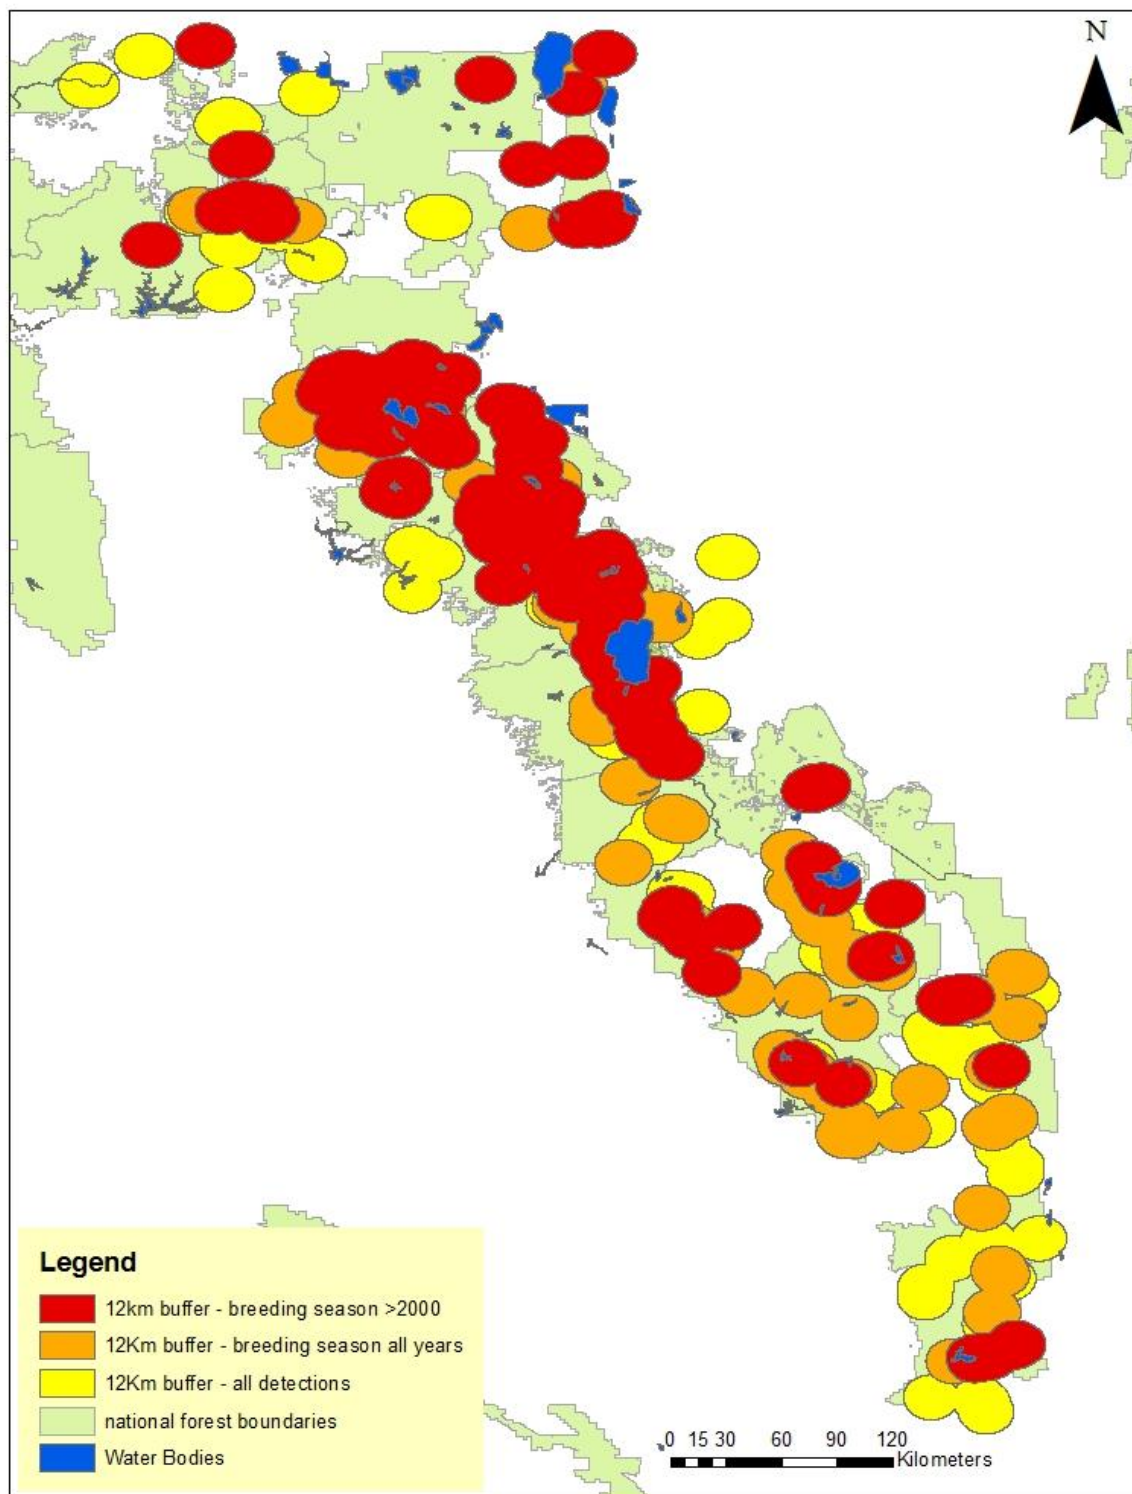 N
Legend
12km buffer - breeding season >2000
12Km buffer - breeding season all years
12Km buffer - all detections
national forest boundaries
Water Bodies
0 15 30 60 90 120
Kilometers